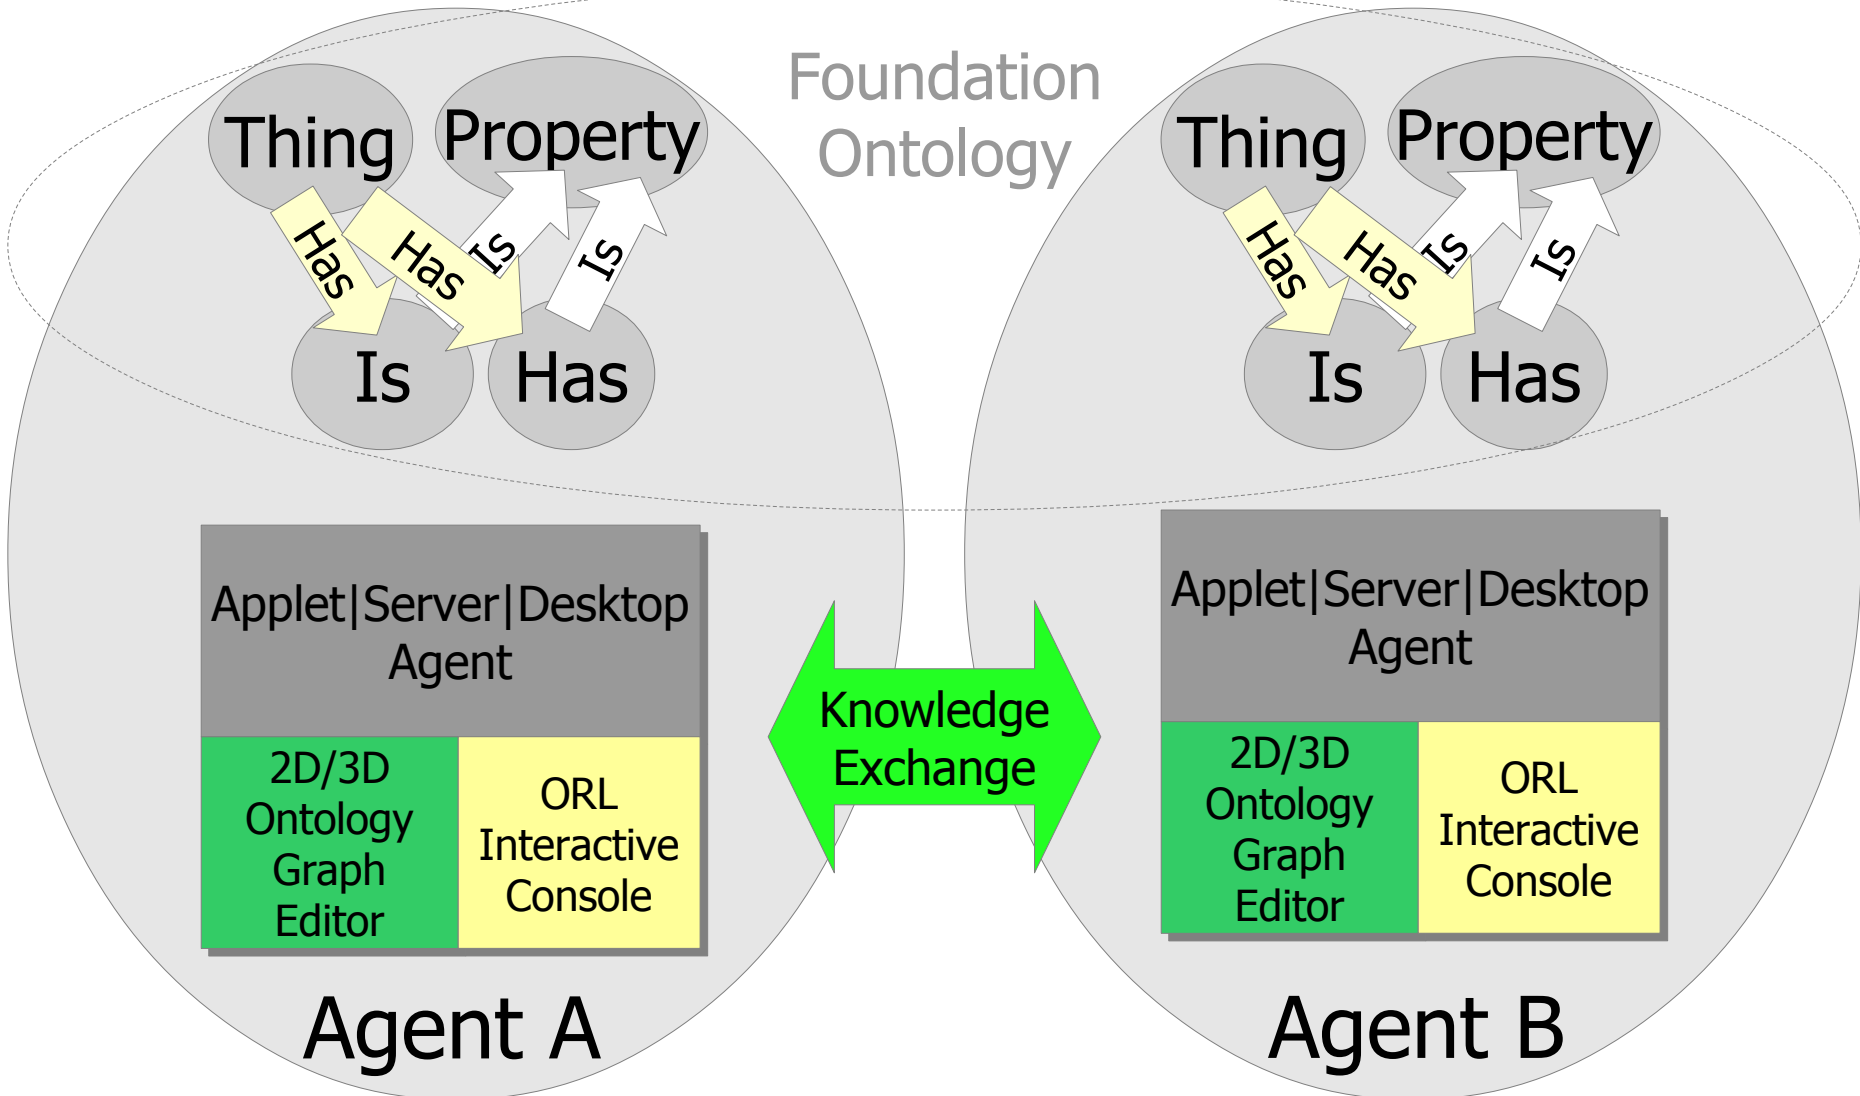 Foundation
Ontology
Thing
Property
Has
Has
Is
Is
Is
Has
Applet|Server|Desktop
Agent
2D/3D
Ontology
Graph
Editor
ORL
Interactive
Console
Agent A
Knowledge
Exchange
Thing
Property
Has
Has
Is
Is
Is
Has
Applet|Server|Desktop
Agent
2D/3D
Ontology
Graph
Editor
ORL
Interactive
Console
Agent B